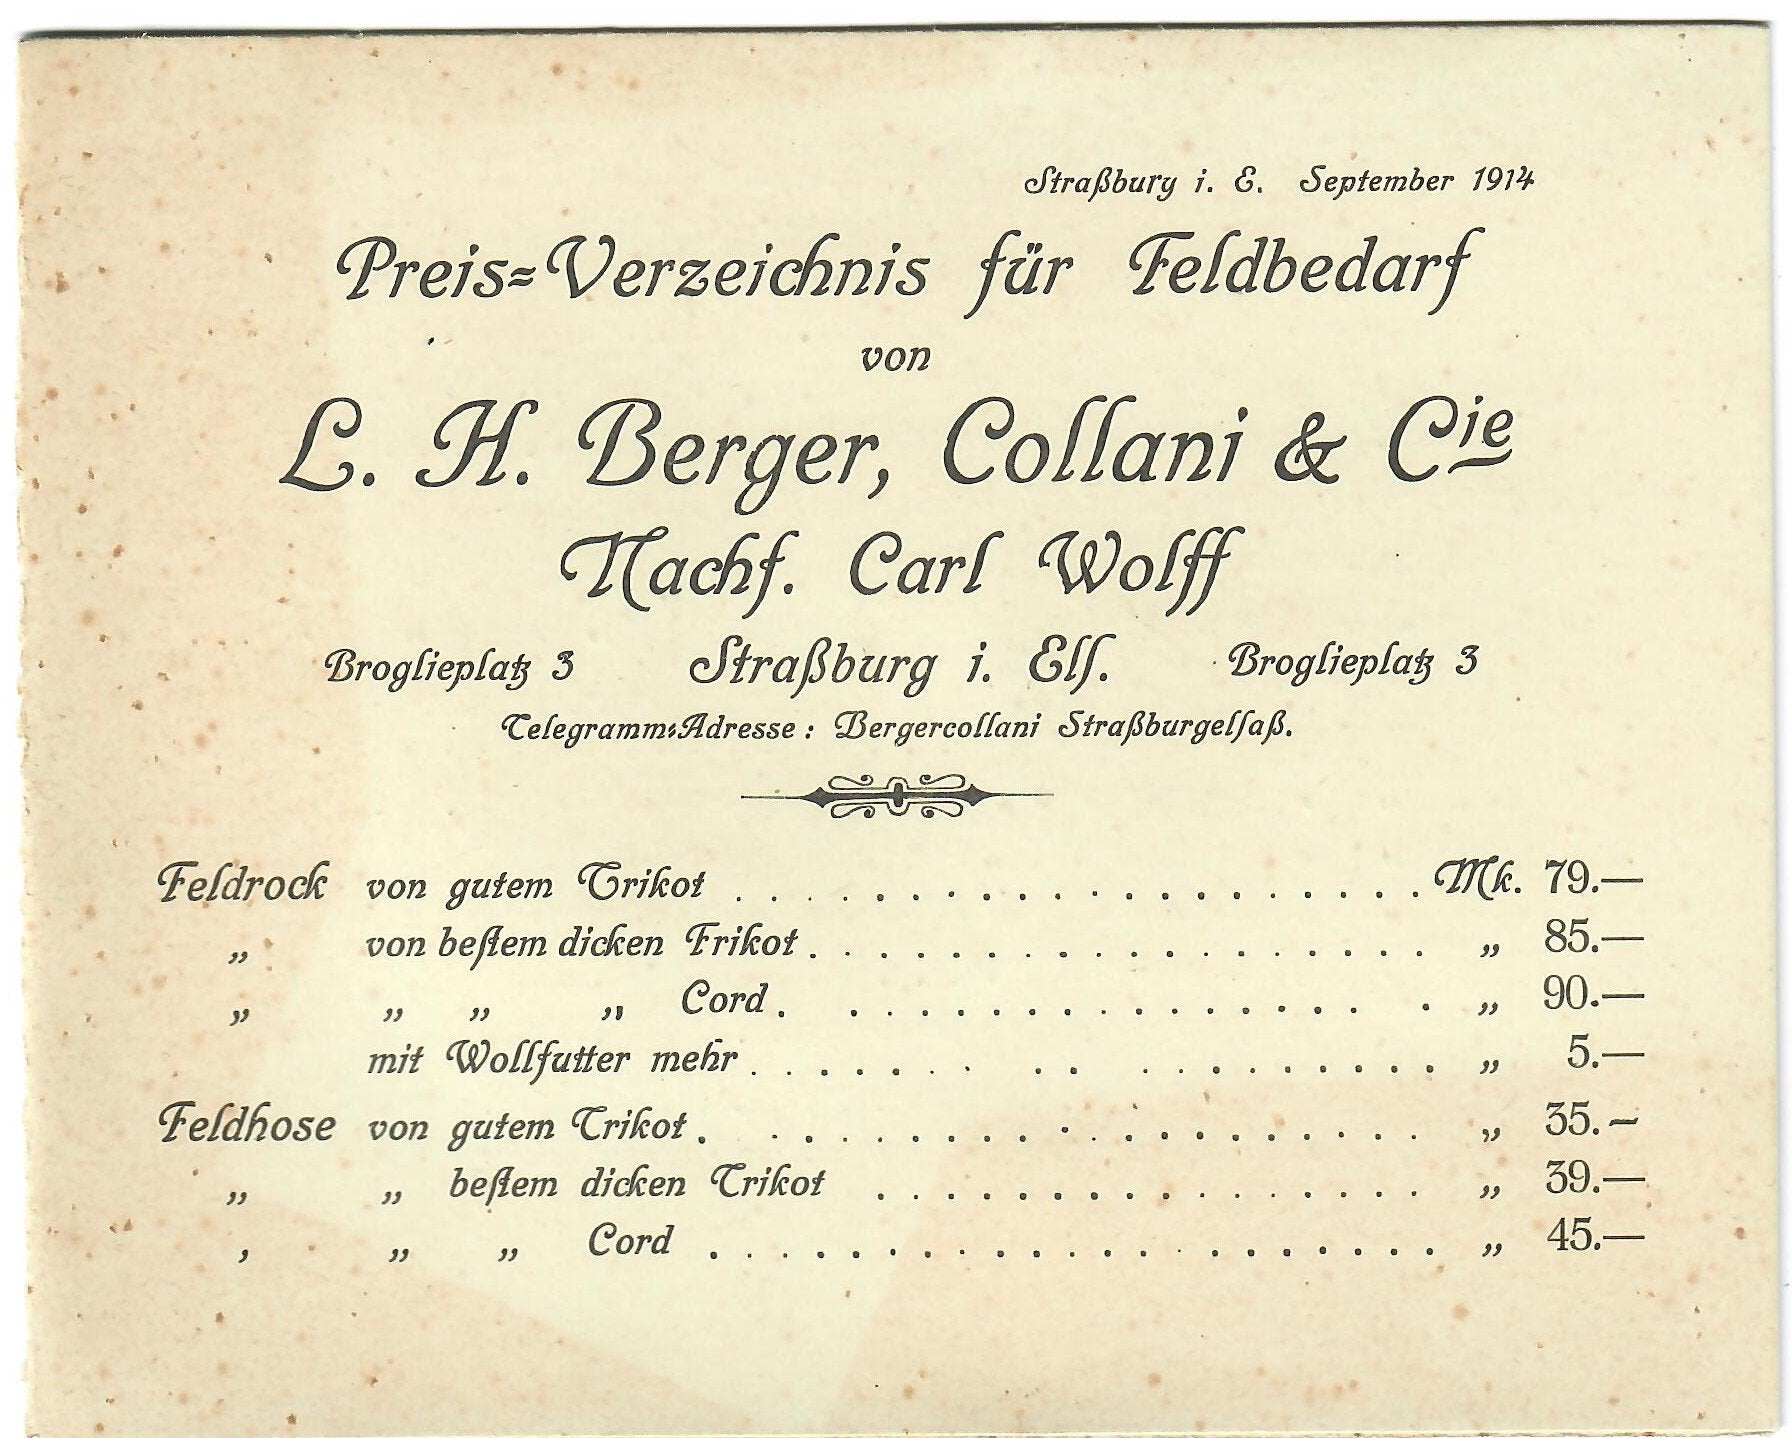 Straßbury i. E. September 1914
Preis=Verzeichnis für Feldbedarf
von
L. H. Berger, Collani & Cie
Nachf. Carl Wolff
Broglieplatz 3 Straßburg i. Elſ. Broglieplatz 3
Telegramm=Adresse : Bergercollani Straßburgelſaß.
Feldrock von gutem Trikot . . . . . . . . . . . . . . . . . . . . Mk. 79.—
„ von beſtem dicken Frikot . . . . . . . . . . . . . . . . . . „ 85.—
„ „ „ „ Cord . . . . . . . . . . . . . . . . . „ 90.—
mit Wollfutter mehr . . . . . . . . . . . . . . . . . . „ 5.—
Feldhose von gutem Trikot . . . . . . . . . . . . . . . . . . . . „ 35.—
„ „ beſtem dicken Trikot . . . . . . . . . . . . . . . . „ 39.—
, „ „ Cord . . . . . . . . . . . . . . . . . . . . . „ 45.—